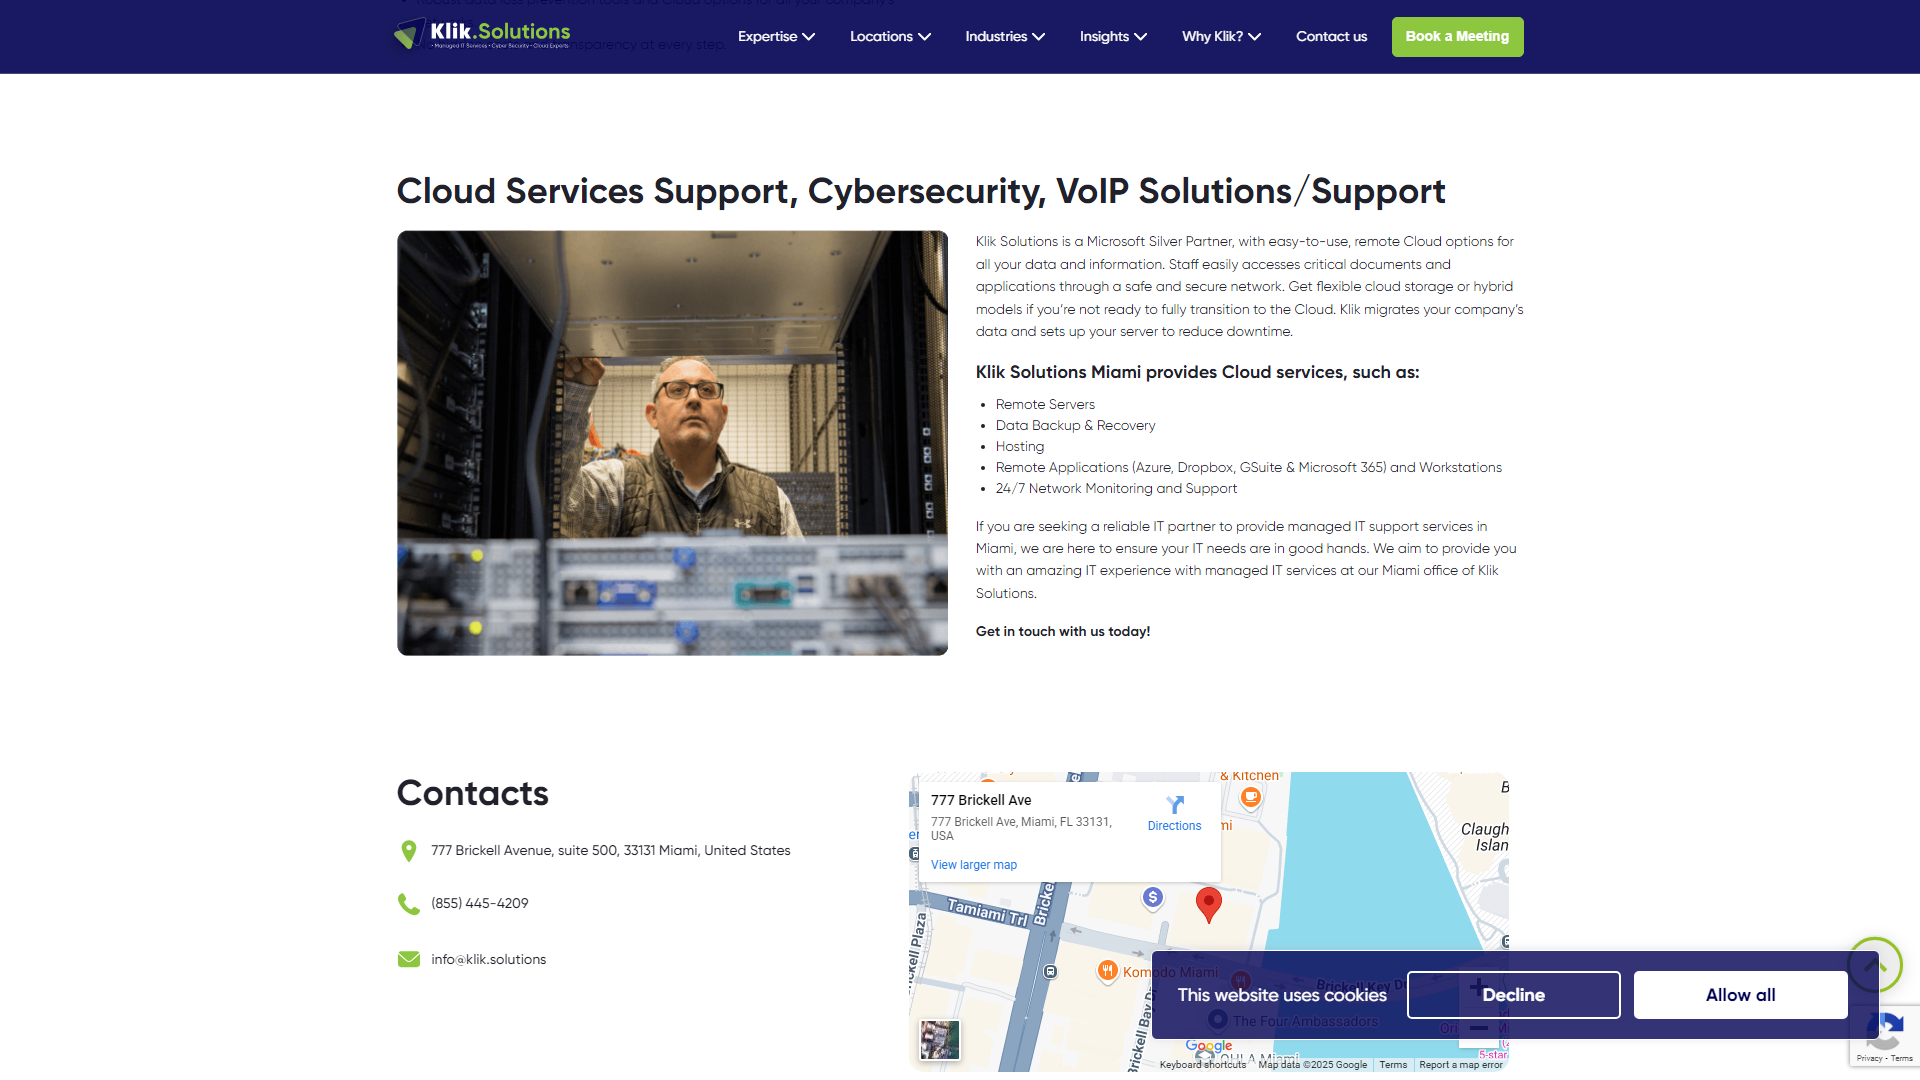 Klik.Solutions
• Managed IT Services • Cyber Security • Cloud Experts
Expertise
Locations
Industries
Insights
Why Klik?
Contact us
Book a Meeting
Cloud Services Support, Cybersecurity, VoIP Solutions/Support
Klik Solutions is a Microsoft Silver Partner, with easy-to-use, remote Cloud options for
all your data and information. Staff easily accesses critical documents and
applications through a safe and secure network. Get flexible cloud storage or hybrid
models if you’re not ready to fully transition to the Cloud. Klik migrates your company’s
data and sets up your server to reduce downtime.
Klik Solutions Miami provides Cloud services, such as:
• Remote Servers
• Data Backup & Recovery
• Hosting
• Remote Applications (Azure, Dropbox, GSuite & Microsoft 365) and Workstations
• 24/7 Network Monitoring and Support
If you are seeking a reliable IT partner to provide managed IT support services in
Miami, we are here to ensure your IT needs are in good hands. We aim to provide you
with an amazing IT experience with managed IT services at our Miami office of Klik
Solutions.
Get in touch with us today!
Contacts
777 Brickell Avenue, suite 500, 33131 Miami, United States
(855) 445-4209
info@klik.solutions
777 Brickell Ave
777 Brickell Ave, Miami, FL 33131,
USA
Directions
View larger map
& Kitchen
Tamiami Trl
Brickell Bay Dr
Komodo Miami
Brickell Key Dr
The Four Ambassadors
Google
OHLA Miami
5-star
Keyboard shortcuts
Map data ©2025 Google
Terms
Report a map error
This website uses cookies
Decline
Allow all
Privacy - Terms